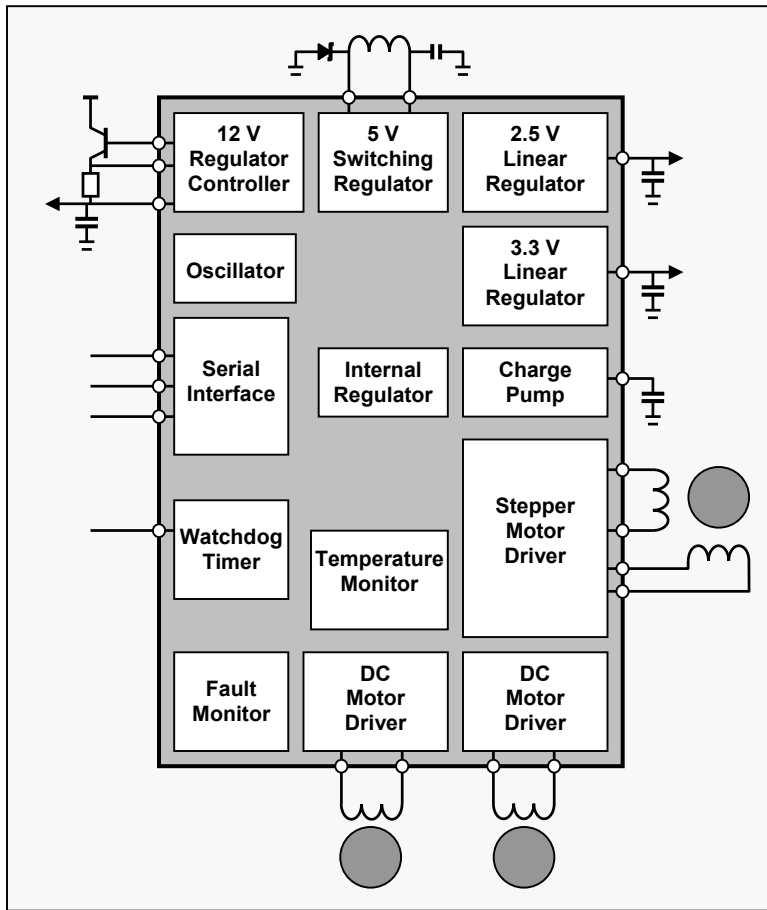 12 V
Regulator
Controller
5 V
Switching
Regulator
2.5 V
Linear
Regulator
Oscillator
3.3 V
Linear
Regulator
Serial
Interface
Internal
Regulator
Charge
Pump
Watchdog
Timer
Temperature
Monitor
Stepper
Motor
Driver
Fault
Monitor
DC
Motor
Driver
DC
Motor
Driver